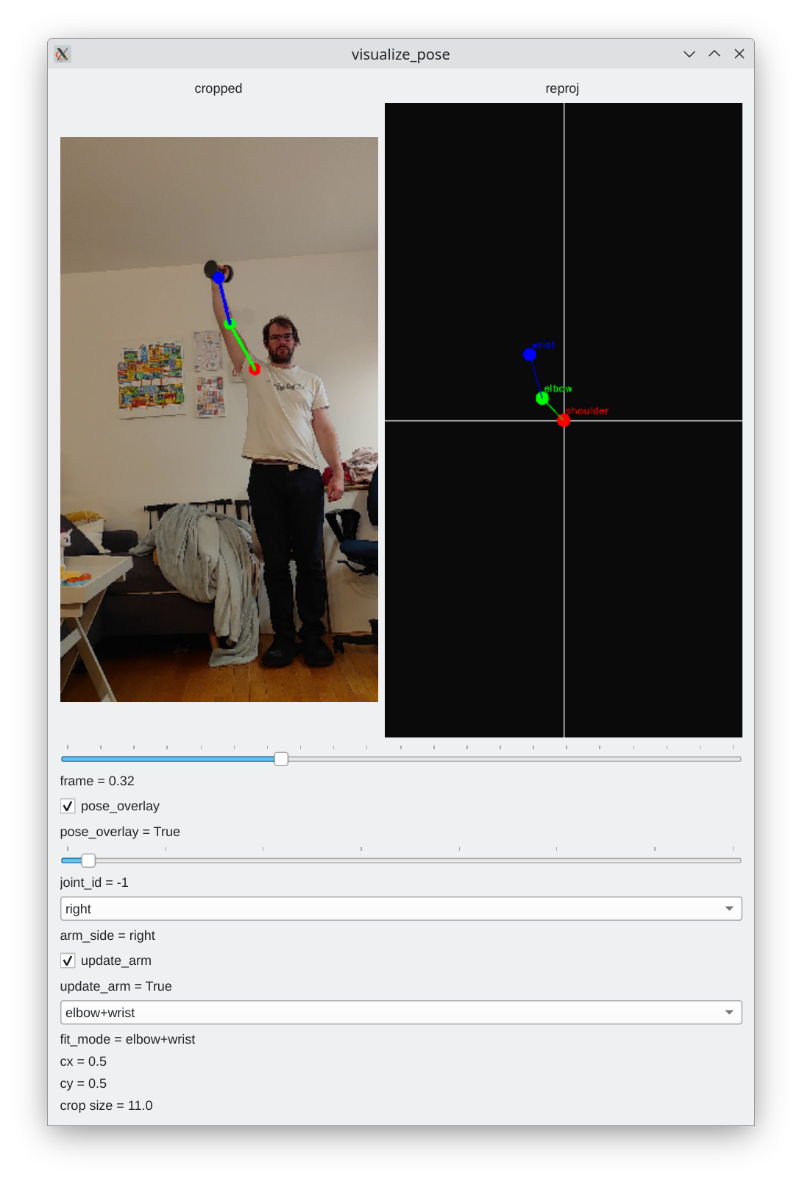 visualize_pose
cropped
reproj
wrist
elbow
shoulder
frame = 0.32
pose_overlay
pose_overlay = True
joint_id = -1
right
arm_side = right
update_arm
update_arm = True
elbow+wrist
fit_mode = elbow+wrist
cx = 0.5
cy = 0.5
crop size = 11.0